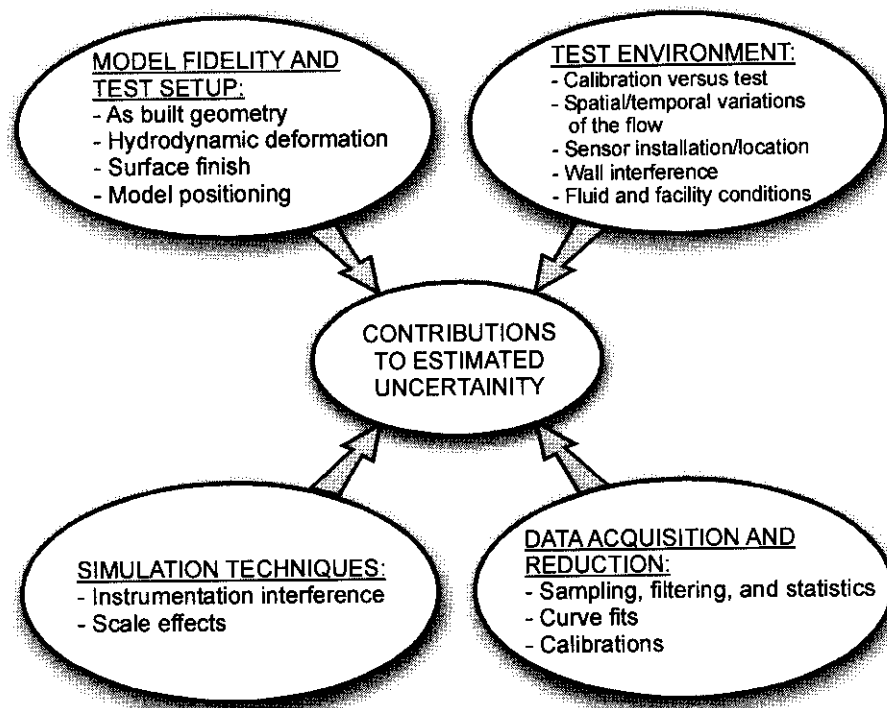 MODEL FIDELITY AND
TEST SETUP:
- As built geometry
- Hydrodynamic deformation
- Surface finish
- Model positioning
TEST ENVIRONMENT:
- Calibration versus test
- Spatial/temporal variations
of the flow
- Sensor installation/location
- Wall interference
- Fluid and facility conditions
CONTRIBUTIONS
TO ESTIMATED
UNCERTAINITY
SIMULATION TECHNIQUES:
- Instrumentation interference
- Scale effects
DATA ACQUISITION AND
REDUCTION:
- Sampling, filtering, and statistics
- Curve fits
- Calibrations